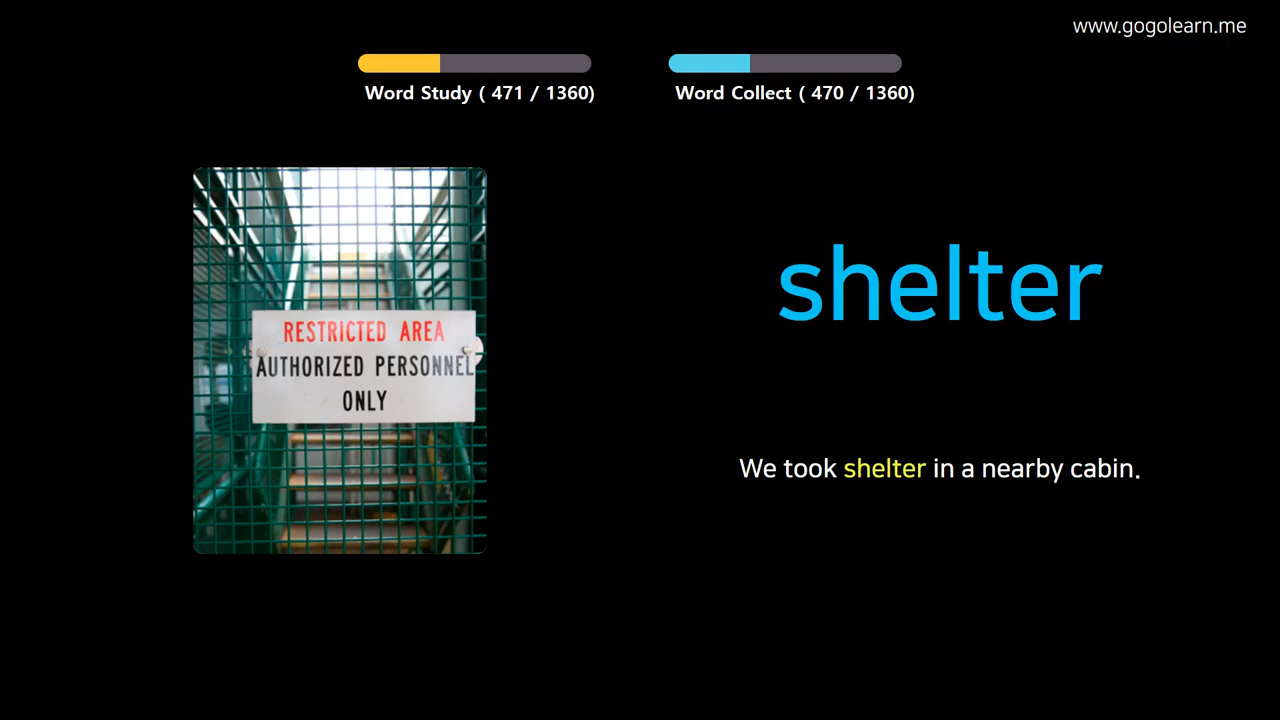 www.gogolearn.me
Word Study ( 471 / 1360)
Word Collect ( 470 / 1360)
RESTRICTED AREA
AUTHORIZED PERSONNEL
ONLY
shelter
We took shelter in a nearby cabin.